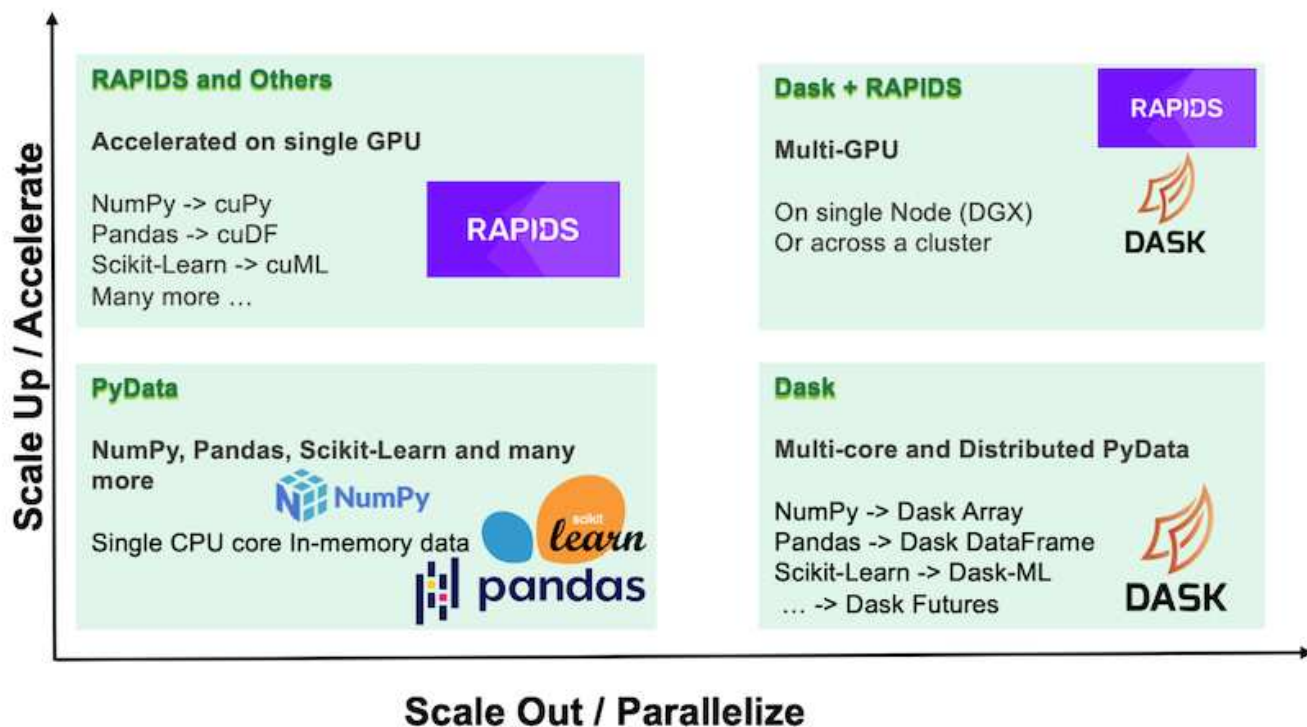 Scale Up / Accelerate
RAPIDS and Others
Accelerated on single GPU
NumPy -> cuPy
Pandas -> cuDF
Scikit-Learn -> cuML
Many more …
RAPIDS
Dask + RAPIDS
RAPIDS
Multi-GPU
On single Node (DGX)
Or across a cluster
DASK
PyData
NumPy, Pandas, Scikit-Learn and many
more
NumPy
Single CPU core In-memory data
scikit
learn
pandas
Dask
Multi-core and Distributed PyData
NumPy -> Dask Array
Pandas -> Dask DataFrame
Scikit-Learn -> Dask-ML
… -> Dask Futures
DASK
Scale Out / Parallelize